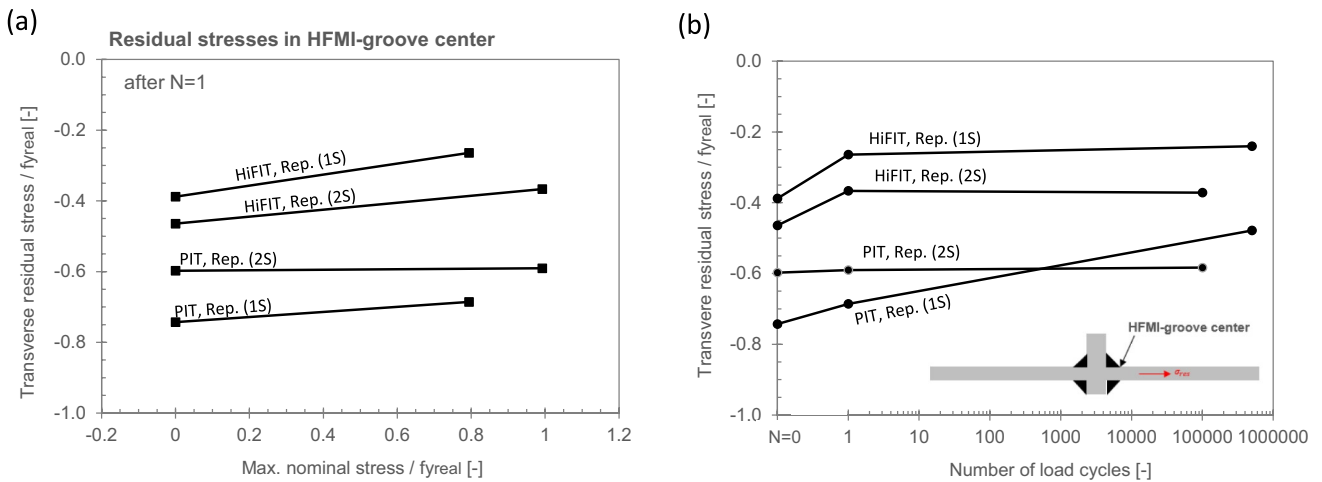 (a)
Residual stresses in HFMI-groove center
after N=1
Transverse residual stress / fyreal [-]
0.0
-0.2
-0.4
-0.6
-0.8
-1.0
HiFIT, Rep. (1S)
HiFIT, Rep. (2S)
PIT, Rep. (2S)
PIT, Rep. (1S)
-0.2 0 0.2 0.4 0.6 0.8 1 1.2
Max. nominal stress / fyreal [-]
(b)
Transvere residual stress / fyreal [-]
0.0
-0.2
-0.4
-0.6
-0.8
-1.0
HiFIT, Rep. (1S)
HiFIT, Rep. (2S)
PIT, Rep. (2S)
PIT, Rep. (1S)
HFMI-groove center
σres
N=0 1 10 100 1000 10000 100000 1000000
Number of load cycles [-]